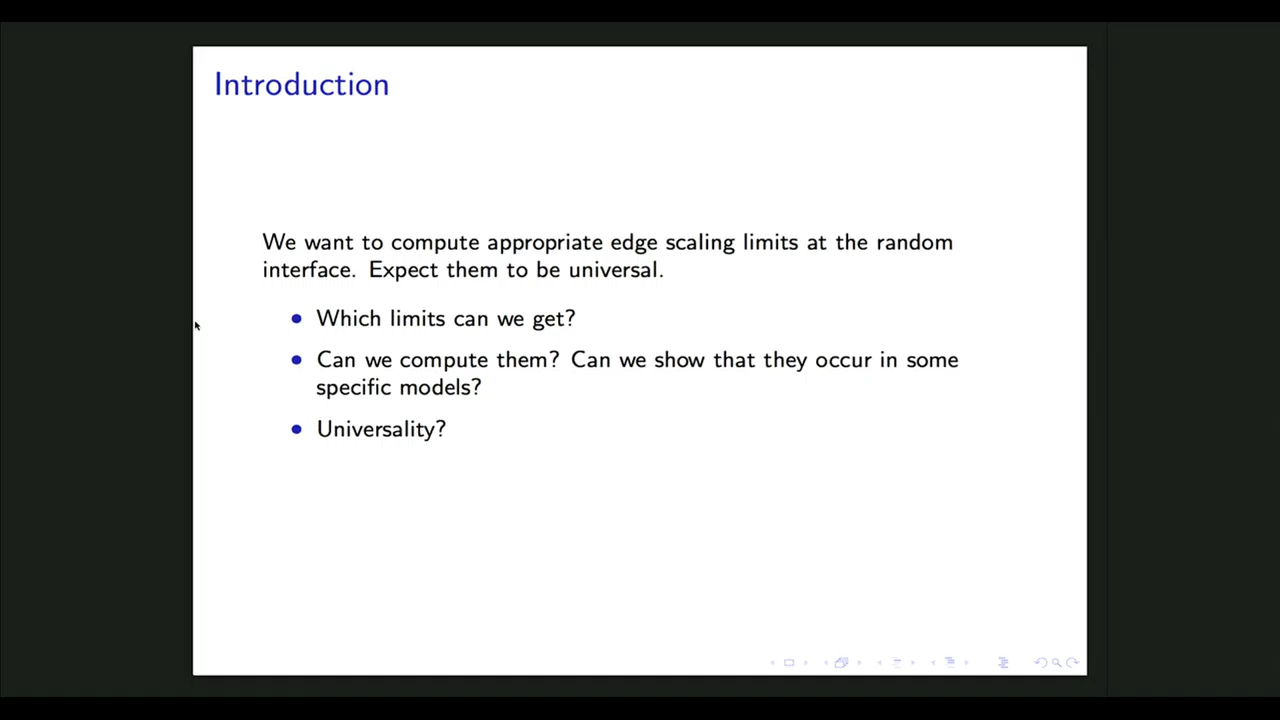 Introduction
We want to compute appropriate edge scaling limits at the random
interface. Expect them to be universal.
• Which limits can we get?
• Can we compute them? Can we show that they occur in some
specific models?
• Universality?